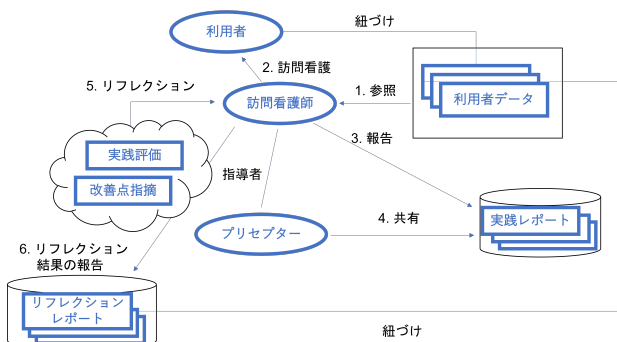 利用者
紐づけ
2. 訪問看護
5. リフレクション
訪問看護師
1. 参照
利用者データ
3. 報告
実践評価
改善点指摘
指導者
プリセプター
4. 共有
実践レポート
6. リフレクション
結果の報告
リフレクション
レポート
紐づけ